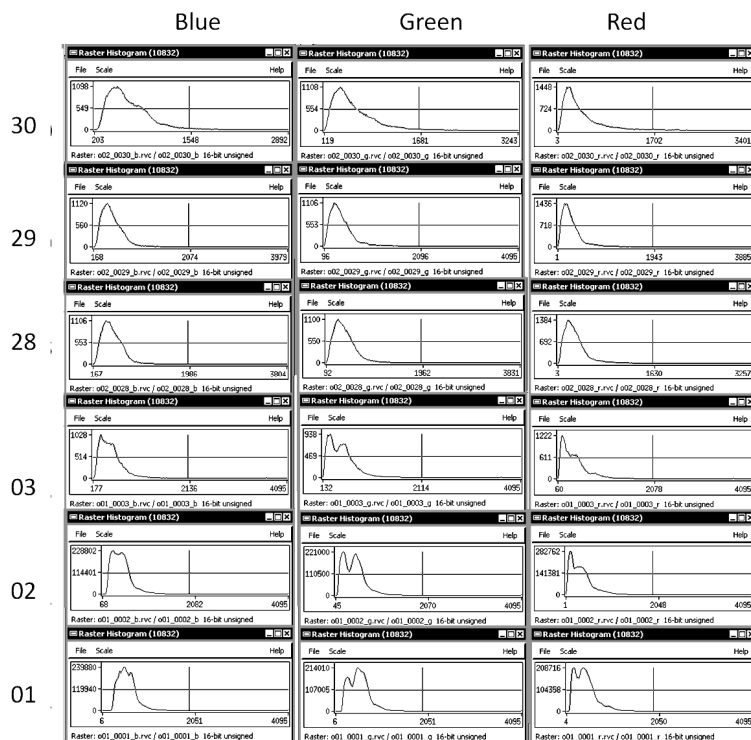 Blue Green Red
30
Raster Histogram (10832)
File Scale Help
1098
549
0
203 1548 2892
Raster: o02_0030_b.rvc / o02_0030_b 16-bit unsigned
Raster Histogram (10832)
File Scale Help
1108
554
0
119 1681 3243
Raster: o02_0030_g.rvc / o02_0030_g 16-bit unsigned
Raster Histogram (10832)
File Scale Help
1448
724
0
3 1702 3401
Raster: o02_0030_r.rvc / o02_0030_r 16-bit unsigned
29
Raster Histogram (10832)
File Scale Help
1120
560
0
168 2074 3979
Raster: o02_0029_b.rvc / o02_0029_b 16-bit unsigned
Raster Histogram (10832)
File Scale Help
1106
553
0
96 2096 4095
Raster: o02_0029_g.rvc / o02_0029_g 16-bit unsigned
Raster Histogram (10832)
File Scale Help
1436
718
0
1 1943 3885
Raster: o02_0029_r.rvc / o02_0029_r 16-bit unsigned
28
Raster Histogram (10832)
File Scale Help
1106
553
0
167 1986 3804
Raster: o02_0028_b.rvc / o02_0028_b 16-bit unsigned
Raster Histogram (10832)
File Scale Help
1100
550
0
92 1962 3831
Raster: o02_0028_g.rvc / o02_0028_g 16-bit unsigned
Raster Histogram (10832)
File Scale Help
1384
692
0
3 1630 3257
Raster: o02_0028_r.rvc / o02_0028_r 16-bit unsigned
03
Raster Histogram (10832)
File Scale Help
1028
514
0
177 2136 4095
Raster: o01_0003_b.rvc / o01_0003_b 16-bit unsigned
Raster Histogram (10832)
File Scale Help
938
469
0
132 2114 4095
Raster: o01_0003_g.rvc / o01_0003_g 16-bit unsigned
Raster Histogram (10832)
File Scale Help
1222
611
0
60 2078 4095
Raster: o01_0003_r.rvc / o01_0003_r 16-bit unsigned
02
Raster Histogram (10832)
File Scale Help
228802
114401
0
68 2082 4095
Raster: o01_0002_b.rvc / o01_0002_b 16-bit unsigned
Raster Histogram (10832)
File Scale Help
221000
110500
0
45 2070 4095
Raster: o01_0002_g.rvc / o01_0002_g 16-bit unsigned
Raster Histogram (10832)
File Scale Help
282762
141381
0
1 2048 4095
Raster: o01_0002_r.rvc / o01_0002_r 16-bit unsigned
01
Raster Histogram (10832)
File Scale Help
239880
119940
0
6 2051 4095
Raster: o01_0001_b.rvc / o01_0001_b 16-bit unsigned
Raster Histogram (10832)
File Scale Help
214010
107005
0
6 2051 4095
Raster: o01_0001_g.rvc / o01_0001_g 16-bit unsigned
Raster Histogram (10832)
File Scale Help
208716
104358
0
4 2050 4095
Raster: o01_0001_r.rvc / o01_0001_r 16-bit unsigned